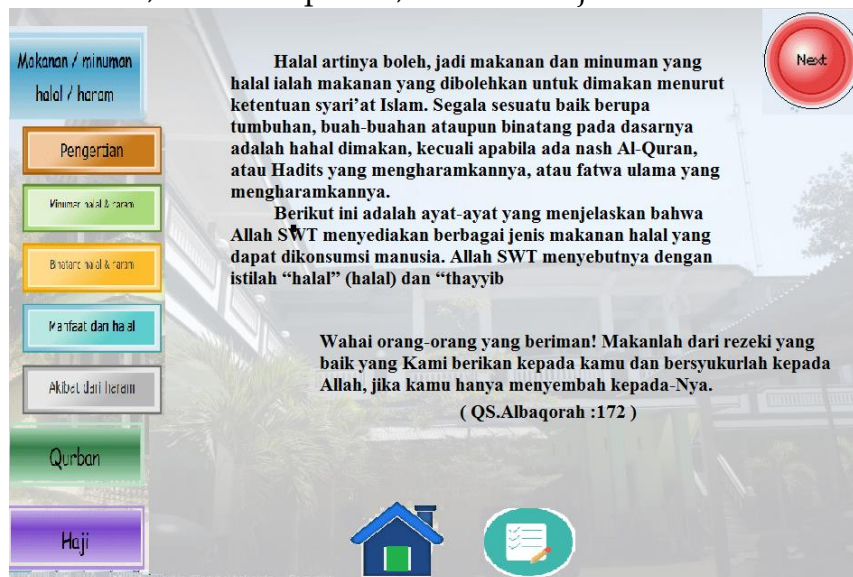 Makanan / minuman
halal / haram
Pengertian
Minuman halal & haram
Binatang halal & haram
Manfaat dari halal
Akibat dari haram
Qurban
Haji
Halal artinya boleh, jadi makanan dan minuman yang
halal ialah makanan yang dibolehkan untuk dimakan menurut
ketentuan syari’at Islam. Segala sesuatu baik berupa
tumbuhan, buah-buahan ataupun binatang pada dasarnya
adalah hahal dimakan, kecuali apabila ada nash Al-Quran,
atau Hadits yang mengharamkannya, atau fatwa ulama yang
mengharamkannya.
Berikut ini adalah ayat-ayat yang menjelaskan bahwa
Allah SWT menyediakan berbagai jenis makanan halal yang
dapat dikonsumsi manusia. Allah SWT menyebutnya dengan
istilah “halal” (halal) dan “thayyib
Wahai orang-orang yang beriman! Makanlah dari rezeki yang
baik yang Kami berikan kepada kamu dan bersyukurlah kepada
Allah, jika kamu hanya menyembah kepada-Nya.
( QS.Albaqorah :172 )
Next